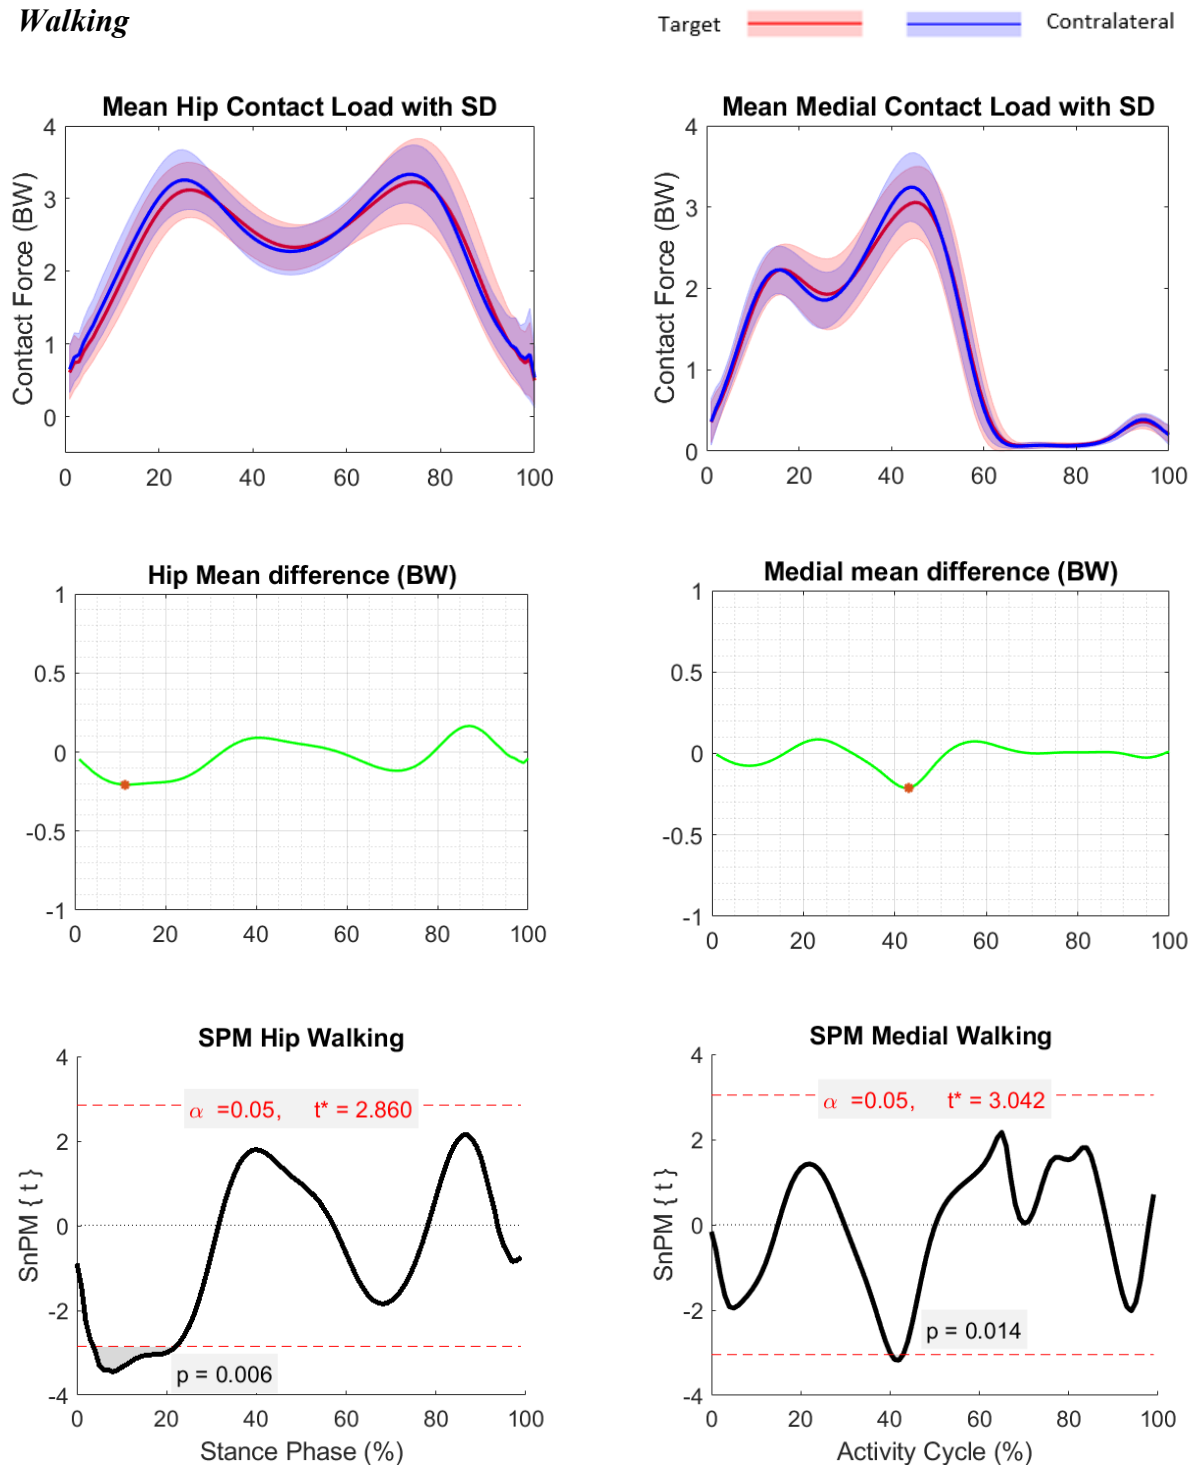 Walking
Target Contralateral
Mean Hip Contact Load with SD
Contact Force (BW)
4
3
2
1
0
0 20 40 60 80 100
Mean Medial Contact Load with SD
Contact Force (BW)
4
3
2
1
0
0 20 40 60 80 100
Hip Mean difference (BW)
1
0.5
0
-0.5
-1
0 20 40 60 80 100
Medial mean difference (BW)
1
0.5
0
-0.5
-1
0 20 40 60 80 100
SPM Hip Walking
SnPM { t }
4
2
0
-2
-4
α =0.05, t* = 2.860
p = 0.006
0 20 40 60 80 100
Stance Phase (%)
SPM Medial Walking
SnPM { t }
4
2
0
-2
-4
α =0.05, t* = 3.042
p = 0.014
0 20 40 60 80 100
Activity Cycle (%)